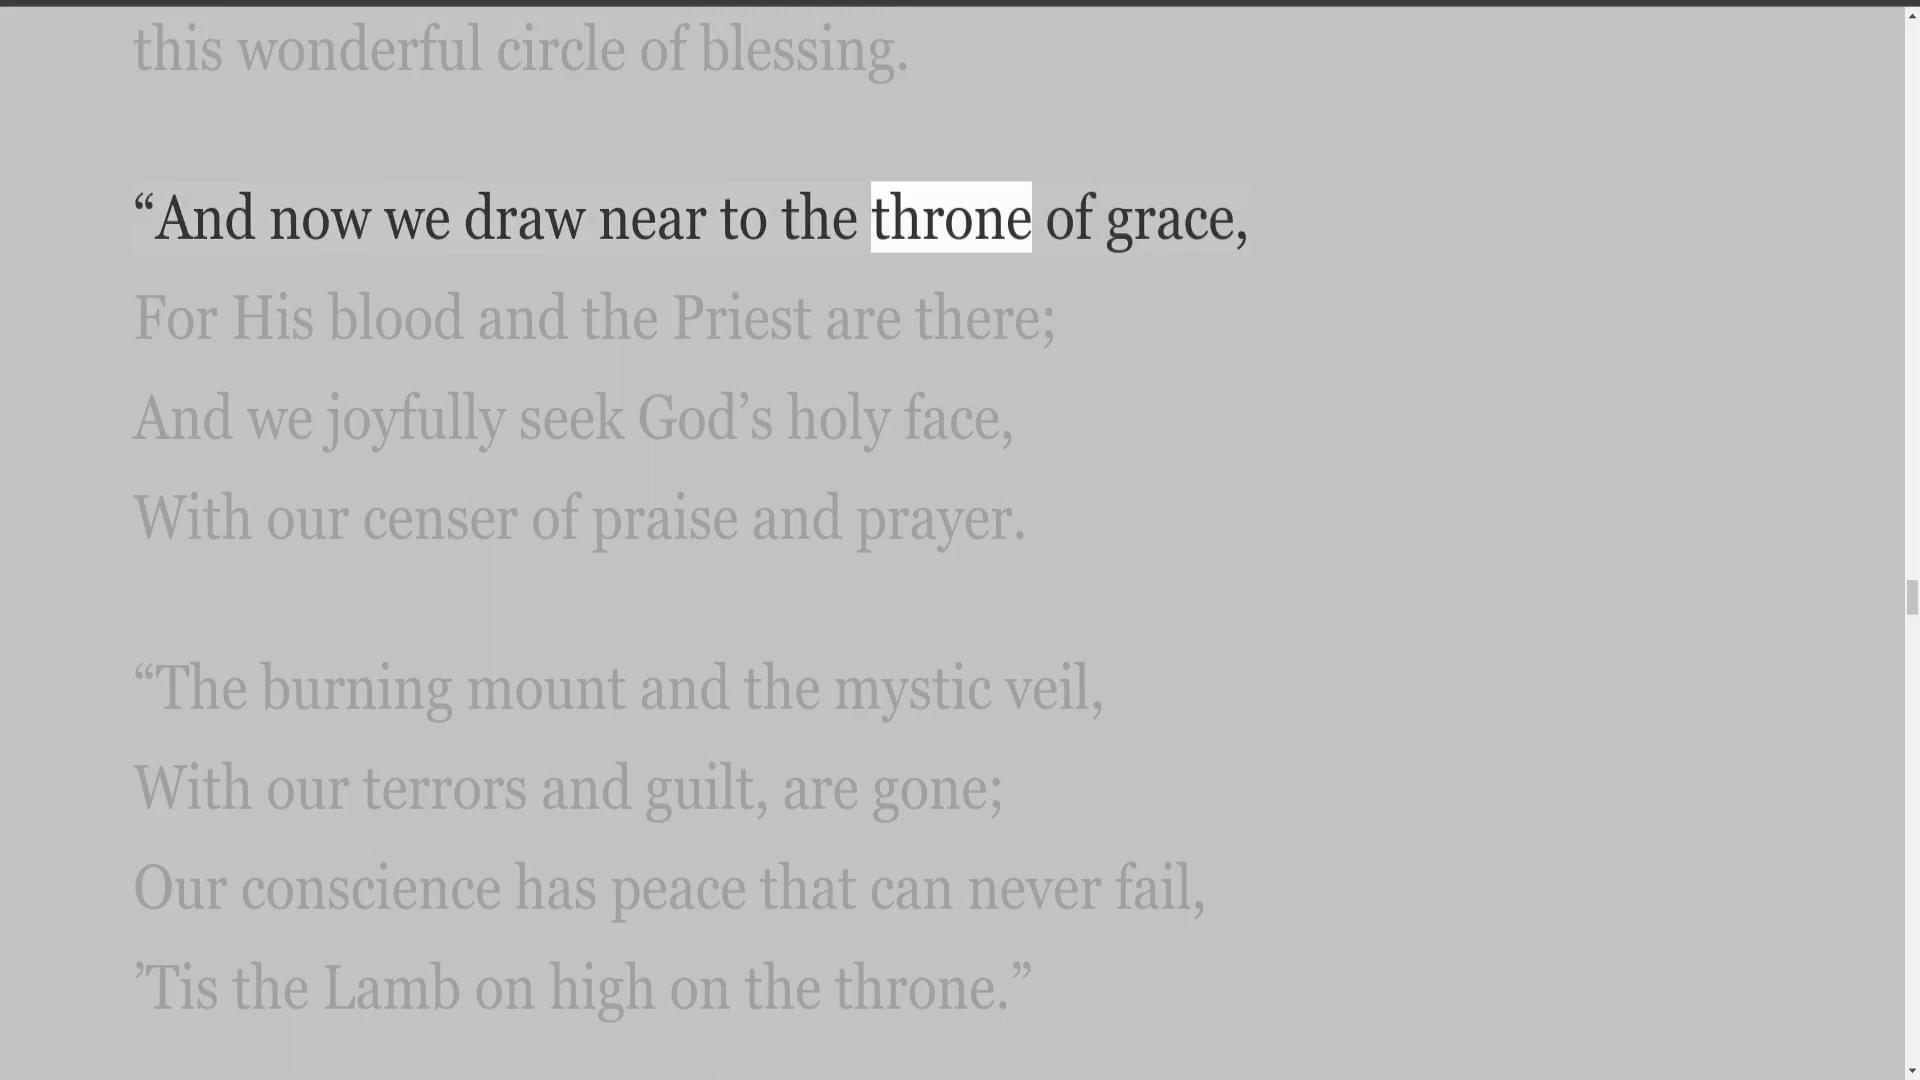 this wonderful circle of blessing.
“And now we draw near to the throne of grace,
For His blood and the Priest are there;
And we joyfully seek God’s holy face,
With our censer of praise and prayer.
“The burning mount and the mystic veil,
With our terrors and guilt, are gone;
Our conscience has peace that can never fail,
’Tis the Lamb on high on the throne.”